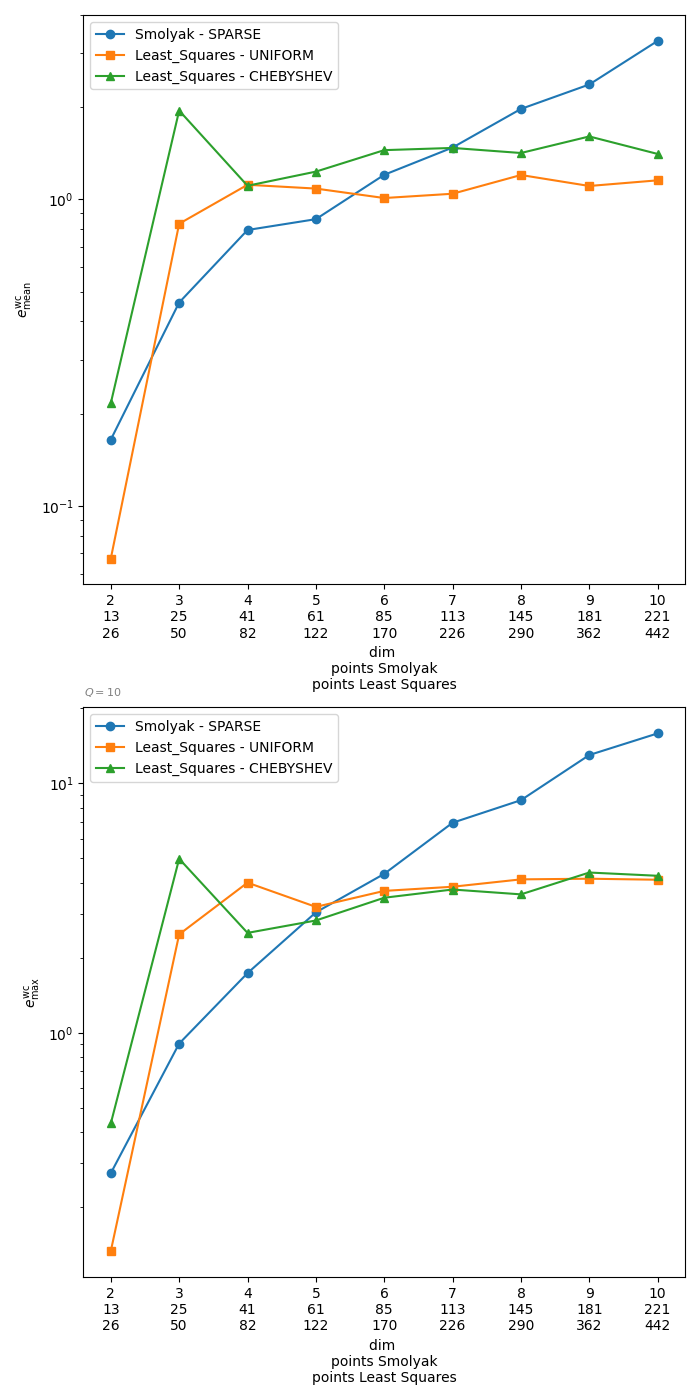 Smolyak - SPARSE
Least_Squares - UNIFORM
Least_Squares - CHEBYSHEV
10⁰
10⁻¹
e^wc_mean
2 3 4 5 6 7 8 9 10
13 25 41 61 85 113 145 181 221
26 50 82 122 170 226 290 362 442
dim
points Smolyak
points Least Squares
Q = 10
Smolyak - SPARSE
Least_Squares - UNIFORM
Least_Squares - CHEBYSHEV
10¹
10⁰
e^wc_max
2 3 4 5 6 7 8 9 10
13 25 41 61 85 113 145 181 221
26 50 82 122 170 226 290 362 442
dim
points Smolyak
points Least Squares